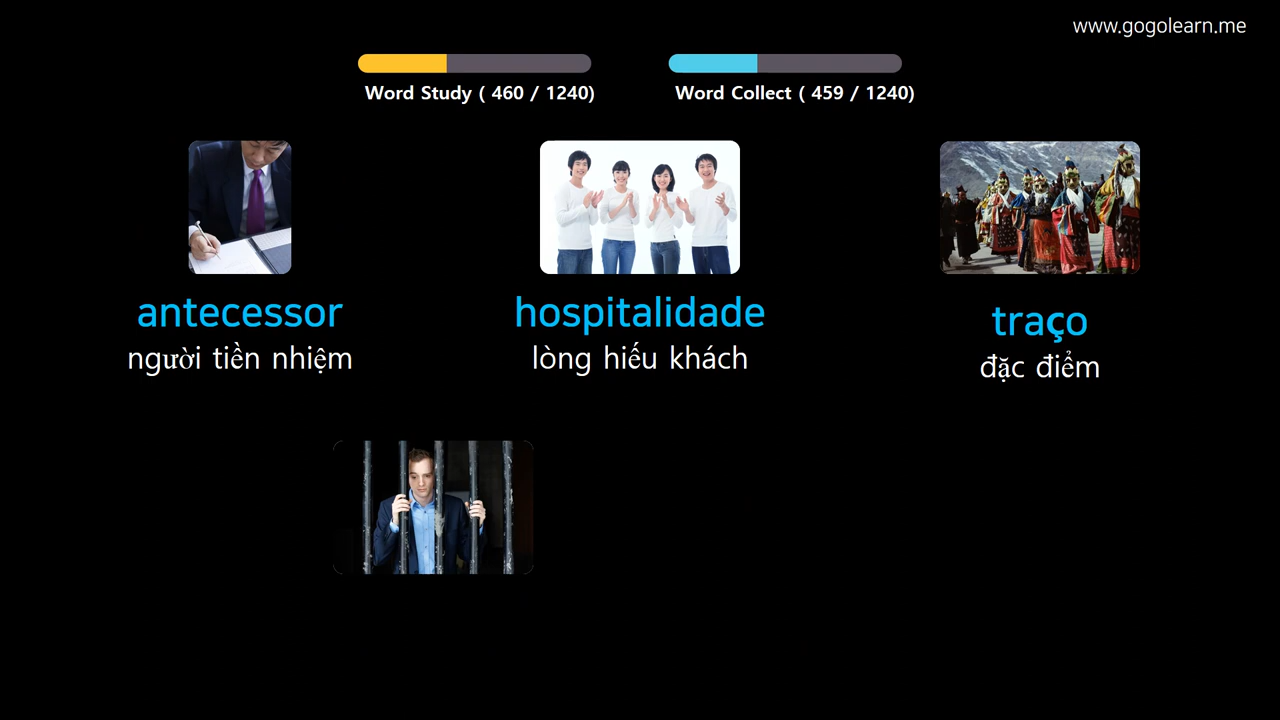 www.gogolearn.me
Word Study ( 460 / 1240)
Word Collect ( 459 / 1240)
antecessor
người tiền nhiệm
hospitalidade
lòng hiếu khách
traço
đặc điểm